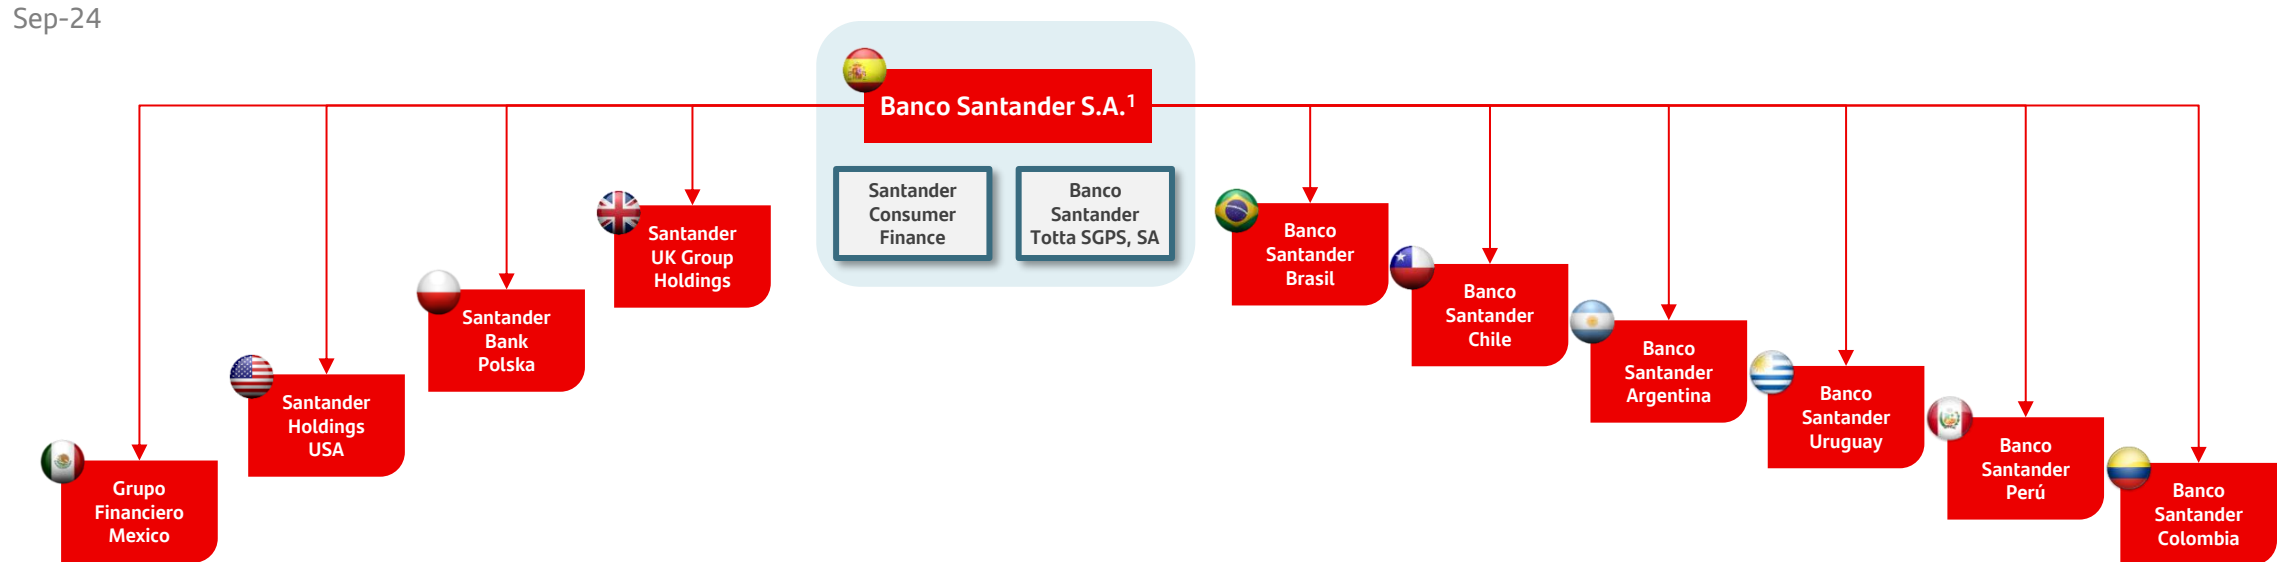 Sep-24
Banco Santander S.A.¹
Santander
Consumer
Finance
Banco
Santander
Totta SGPS, SA
Santander
UK Group
Holdings
Santander
Bank
Polska
Santander
Holdings
USA
Grupo
Financiero
Mexico
Banco
Santander
Brasil
Banco
Santander
Chile
Banco
Santander
Argentina
Banco
Santander
Uruguay
Banco
Santander
Perú
Banco
Santander
Colombia